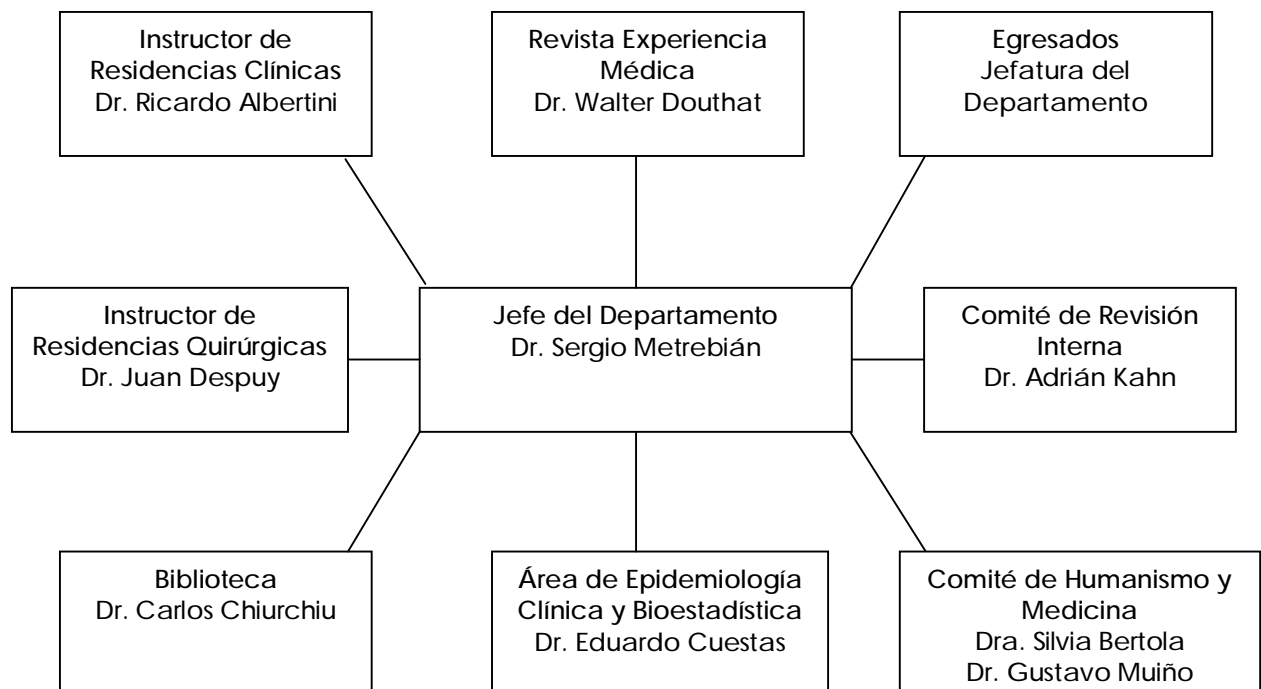 Instructor de
Residencias Clínicas
Dr. Ricardo Albertini
Revista Experiencia
Médica
Dr. Walter Douthat
Egresados
Jefatura del
Departamento
Instructor de
Residencias Quirúrgicas
Dr. Juan Despuy
Jefe del Departamento
Dr. Sergio Metrebián
Comité de Revisión
Interna
Dr. Adrián Kahn
Biblioteca
Dr. Carlos Chiurchiu
Área de Epidemiología
Clínica y Bioestadística
Dr. Eduardo Cuestas
Comité de Humanismo y
Medicina
Dra. Silvia Bertola
Dr. Gustavo Muiño